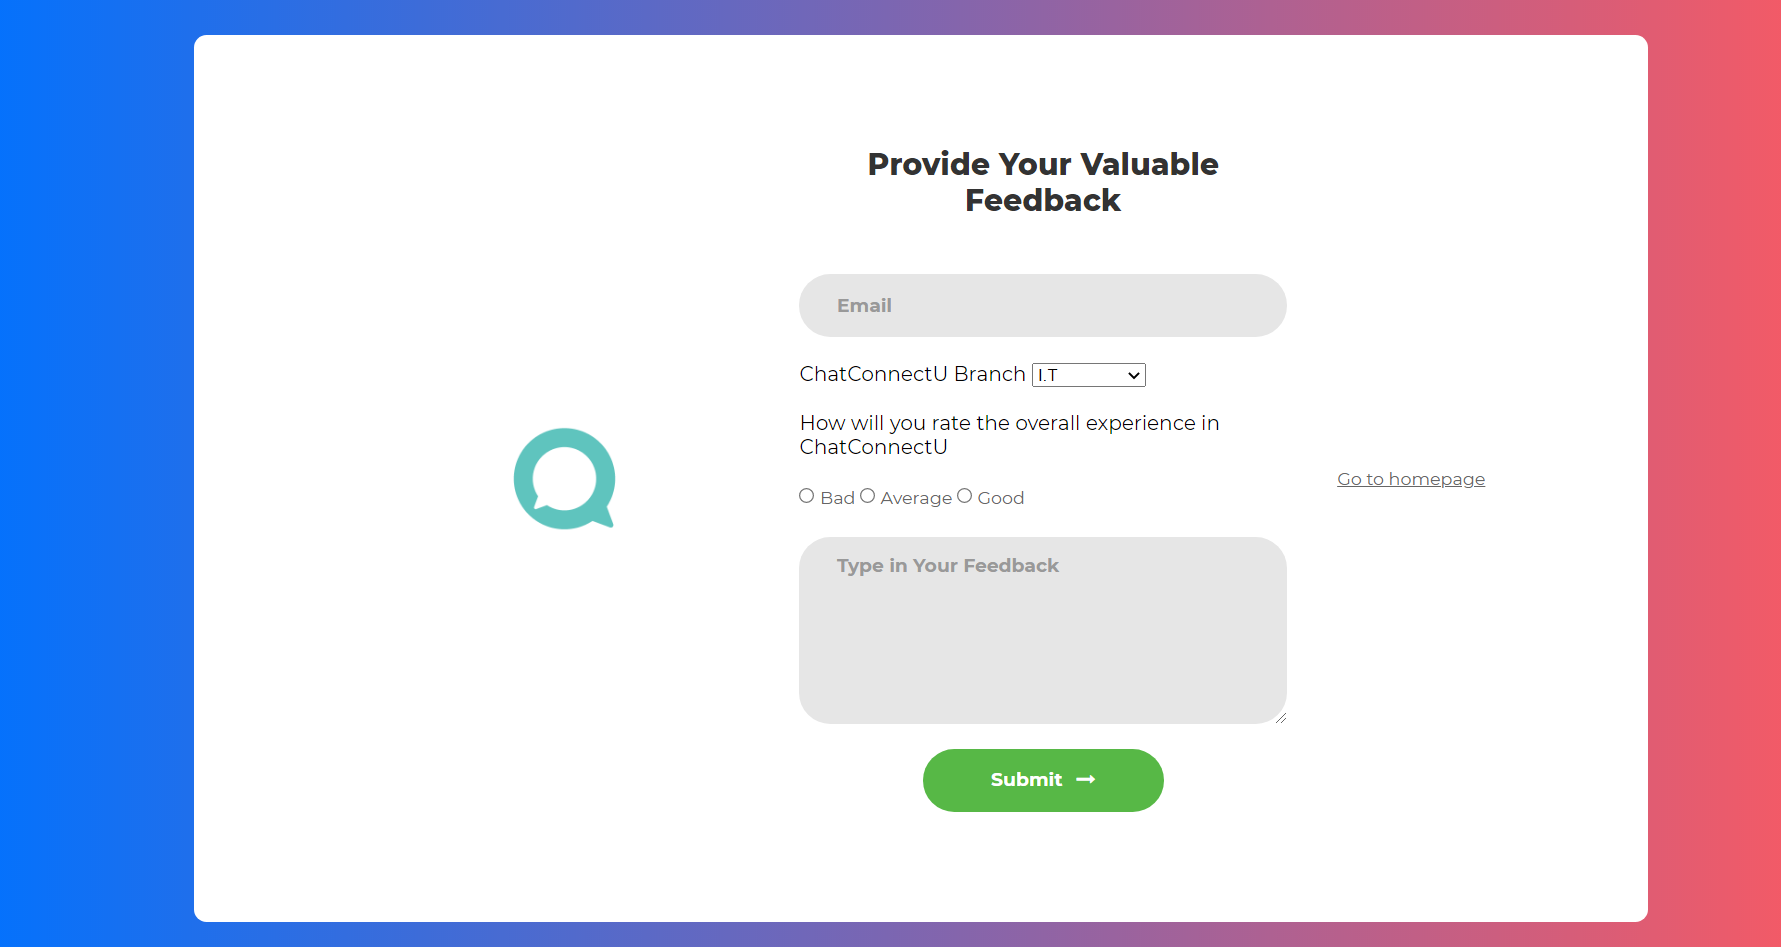 Provide Your Valuable
Feedback
Email
ChatConnectU Branch I.T
How will you rate the overall experience in
ChatConnectU
Go to homepage
Bad Average Good
Type in Your Feedback
Submit